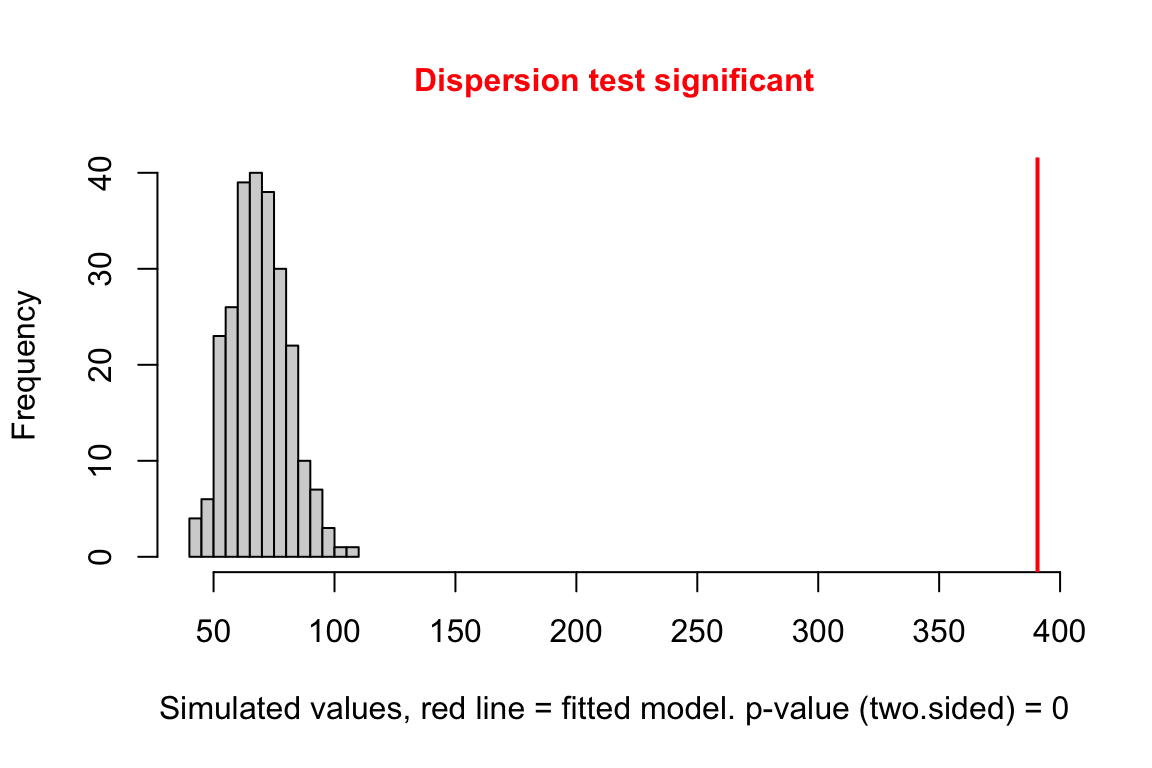 Dispersion test significant
Frequency
40
30
20
10
0
50 100 150 200 250 300 350 400
Simulated values, red line = fitted model. p-value (two.sided) = 0